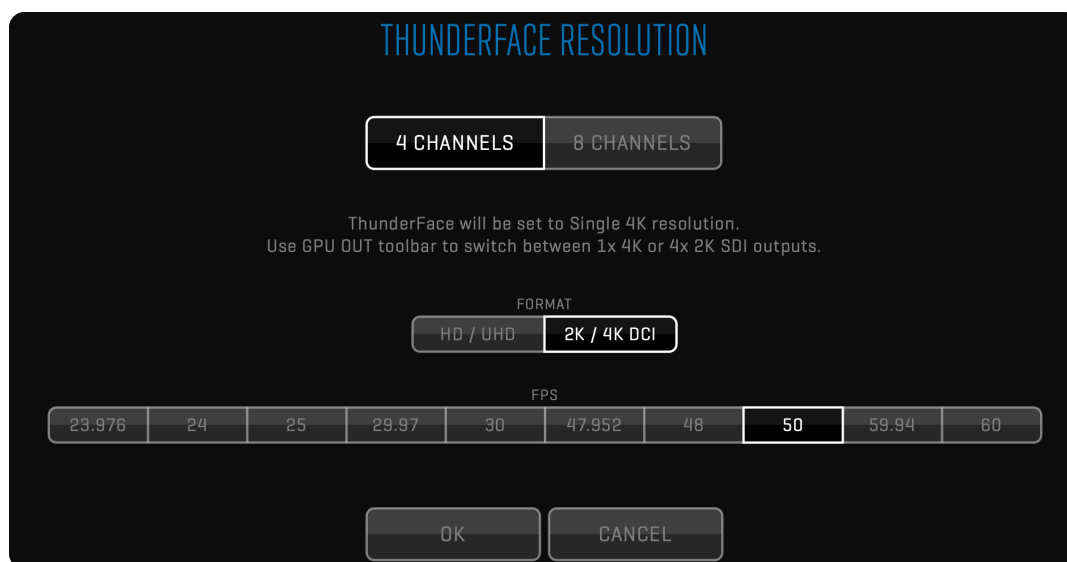 THUNDERFACE RESOLUTION
4 CHANNELS 8 CHANNELS
ThunderFace will be set to Single 4K resolution.
Use GPU OUT toolbar to switch between 1x 4K or 4x 2K SDI outputs.
FORMAT
HD / UHD 2K / 4K DCI
FPS
23.976 24 25 29.97 30 47.952 48 50 59.94 60
OK CANCEL